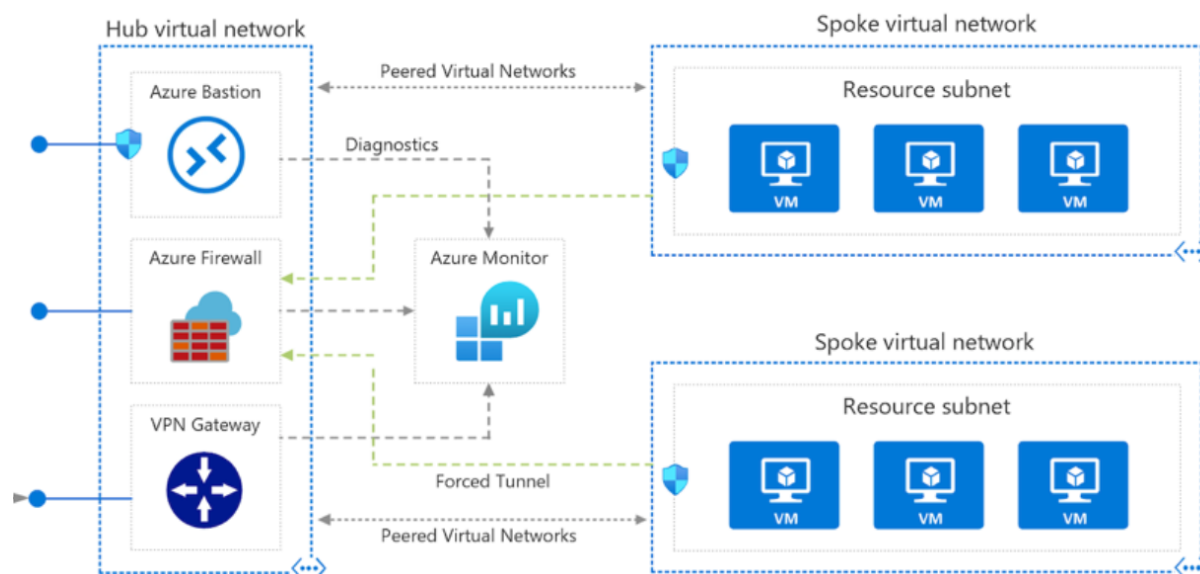 Hub virtual network
Azure Bastion
Azure Firewall
VPN Gateway
Peered Virtual Networks
Diagnostics
Azure Monitor
Forced Tunnel
Peered Virtual Networks
Spoke virtual network
Resource subnet
VM
VM
VM
Spoke virtual network
Resource subnet
VM
VM
VM